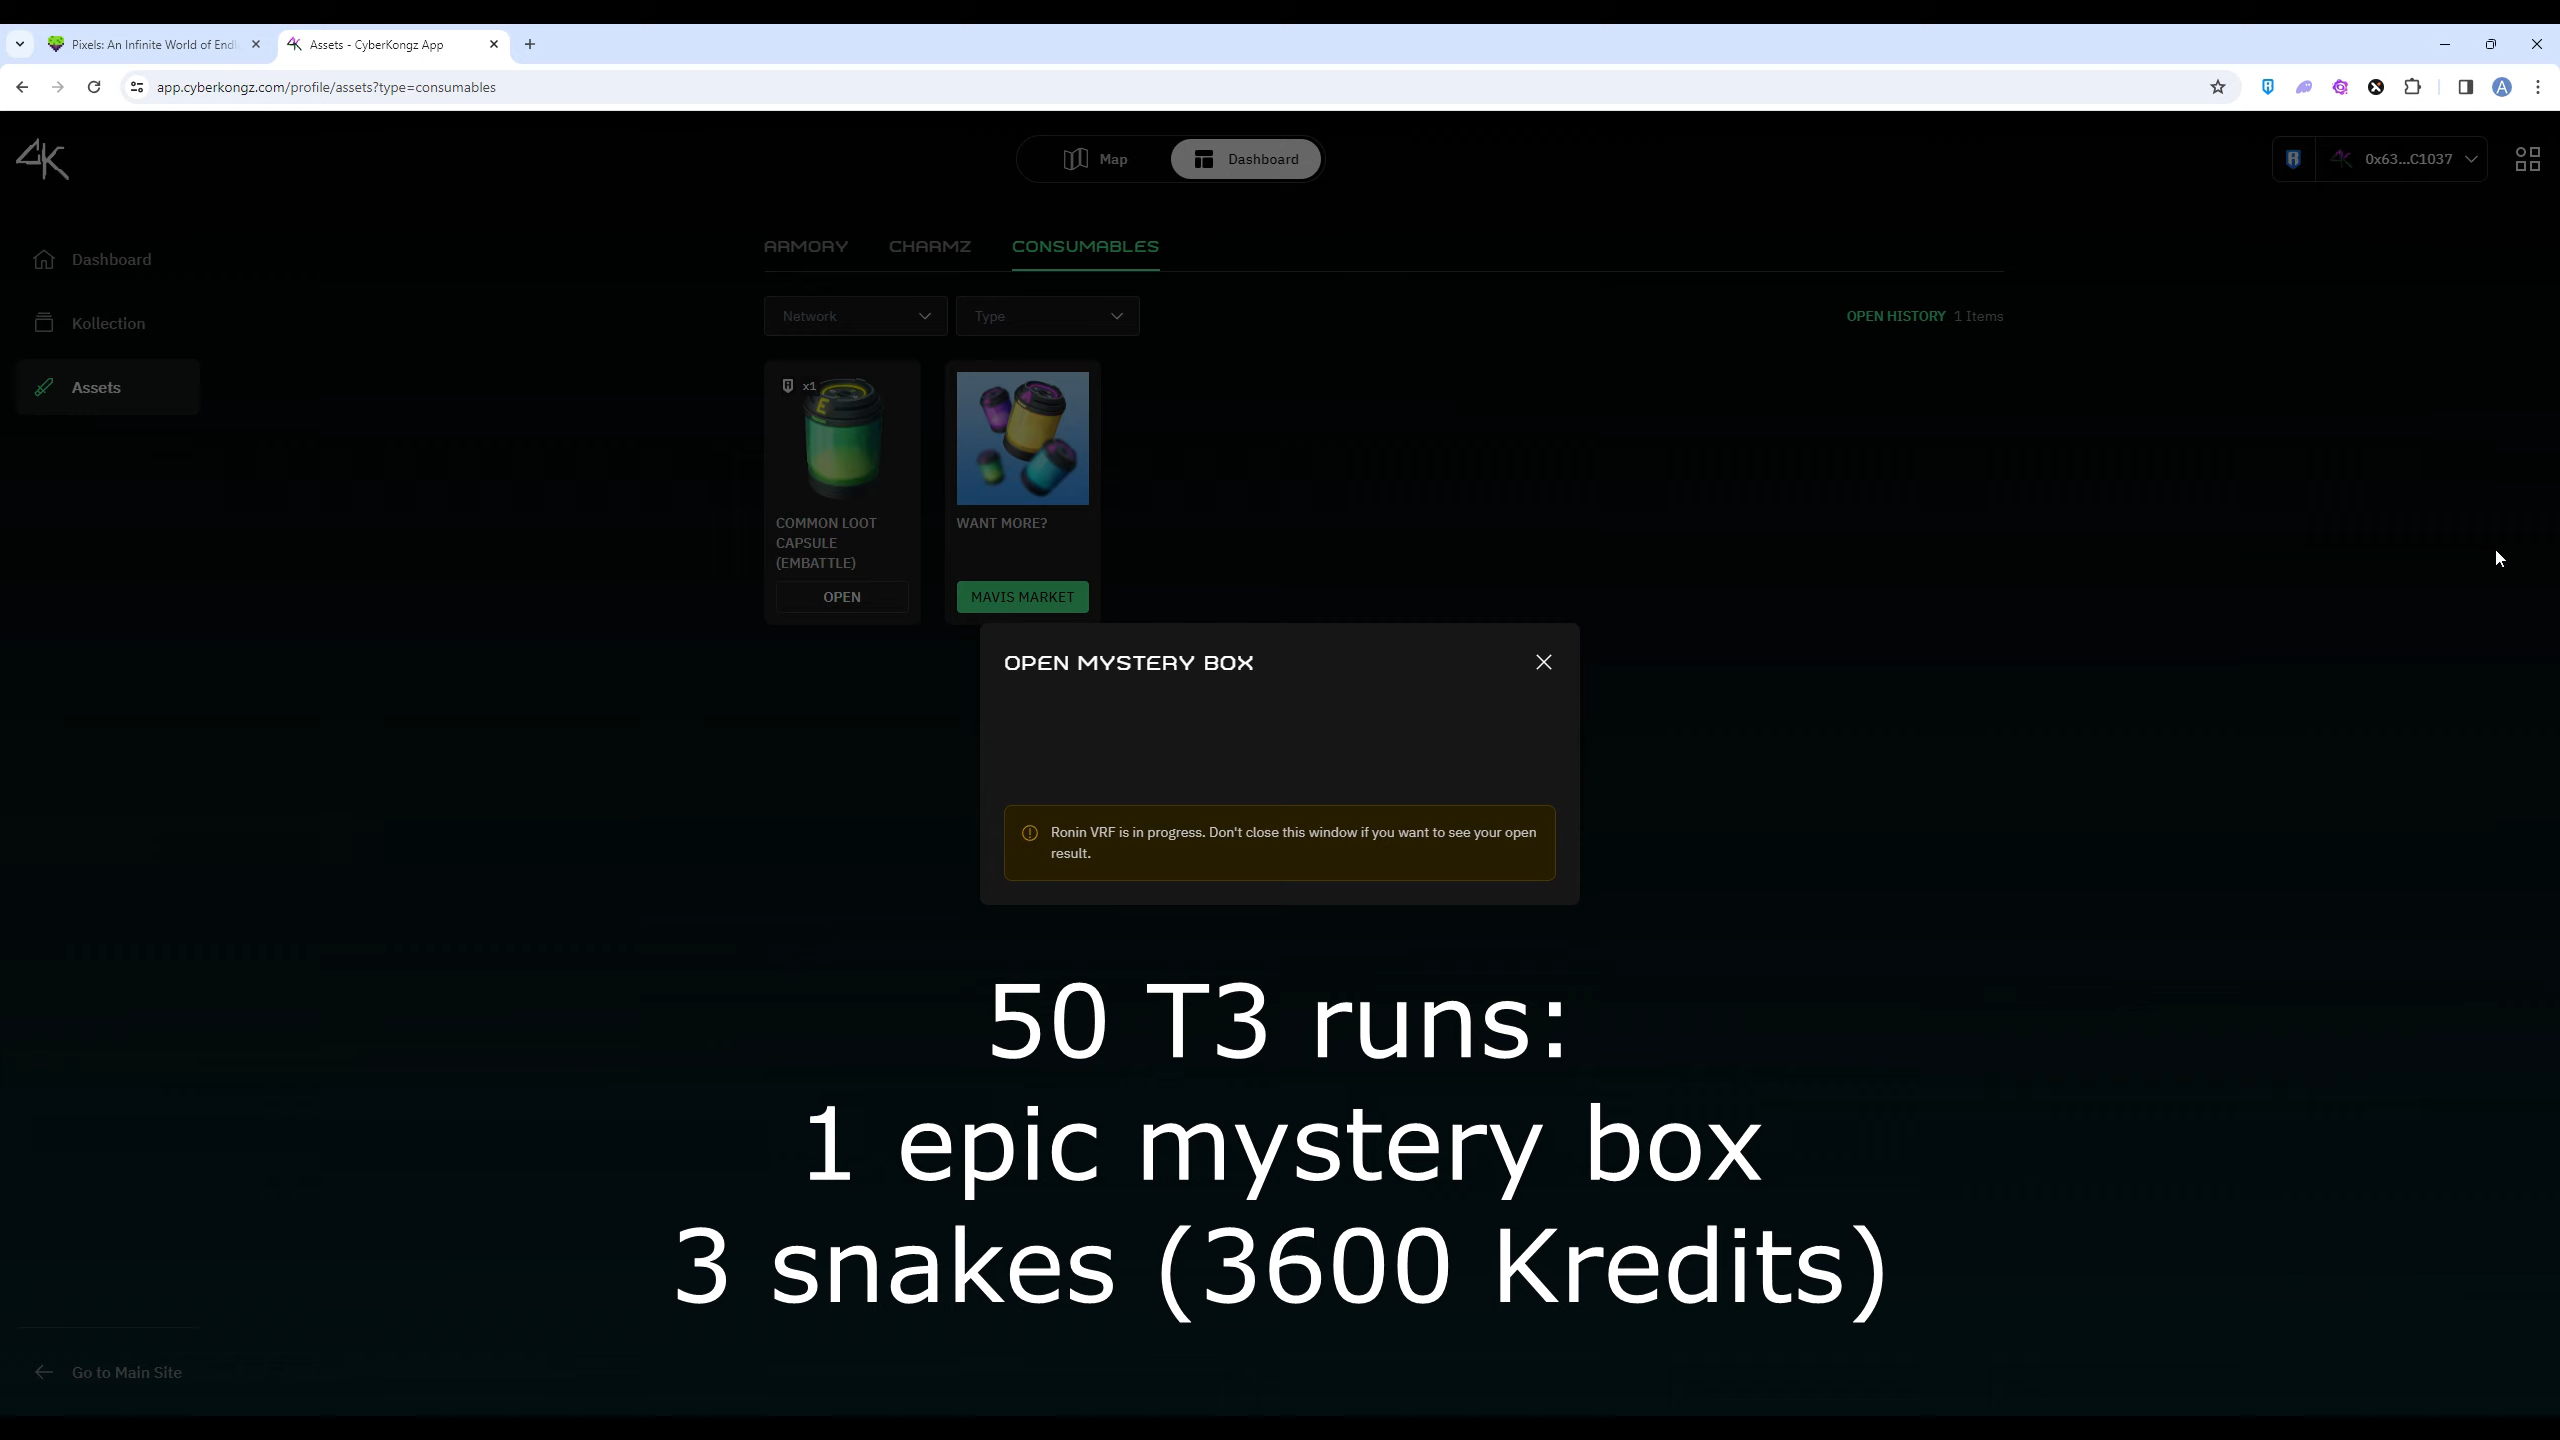 Pixels: An Infinite World of Endl
Assets - CyberKongz App
app.cyberkongz.com/profile/assets?type=consumables
A
4K
Map
Dashboard
0x63...C1037
Dashboard
Kollection
Assets
ARMORY
CHARMZ
CONSUMABLES
Network
Type
OPEN HISTORY 1 Items
x1
E
COMMON LOOT
CAPSULE
(EMBATTLE)
OPEN
WANT MORE?
MAVIS MARKET
OPEN MYSTERY BOX
Ronin VRF is in progress. Don't close this window if you want to see your open
result.
50 T3 runs:
1 epic mystery box
3 snakes (3600 Kredits)
Go to Main Site